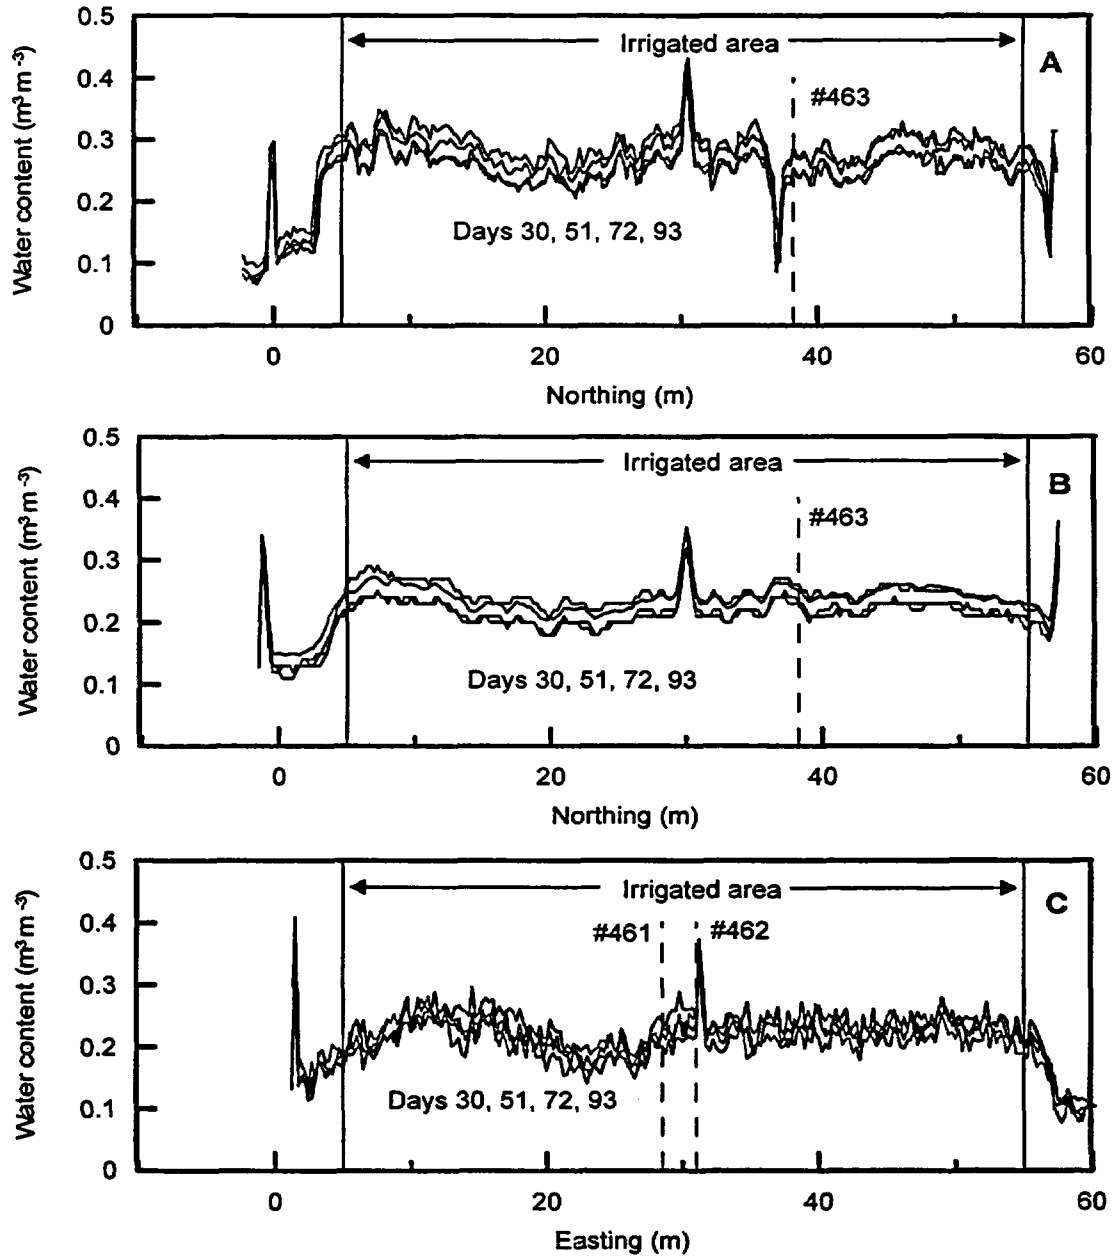 0.5
Irrigated area
A
0.4
#463
0.3
0.2
Days 30, 51, 72, 93
0.1
0
Water content (m³ m⁻³)
0 20 40 60
Northing (m)
0.5
Irrigated area
B
0.4
#463
0.3
0.2
Days 30, 51, 72, 93
0.1
0
Water content (m³ m⁻³)
0 20 40 60
Northing (m)
0.5
Irrigated area
C
0.4
#461 #462
0.3
0.2
Days 30, 51, 72, 93
0.1
0
Water content (m³ m⁻³)
0 20 40 60
Easting (m)